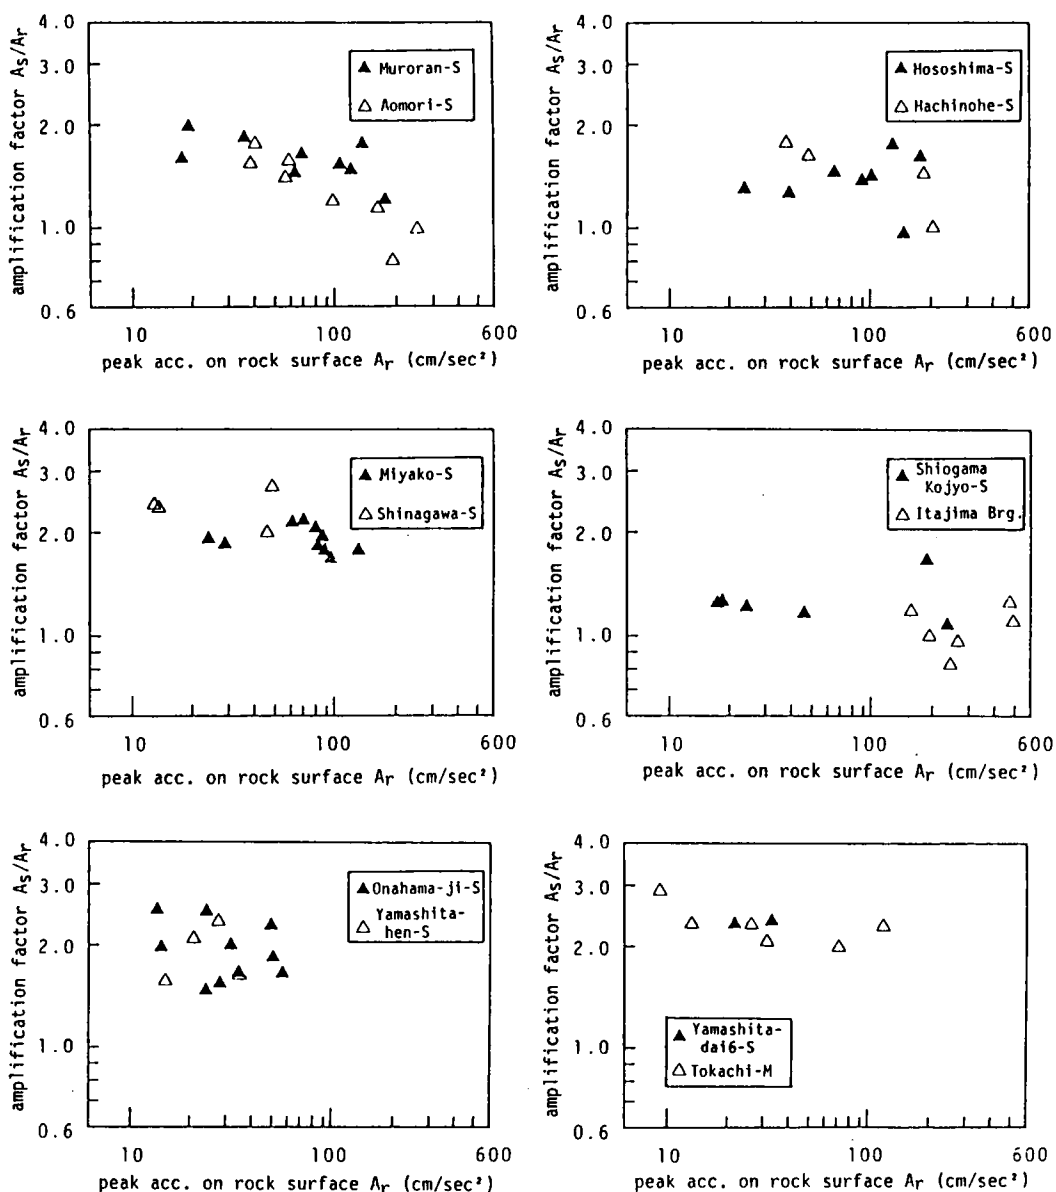 4.0
3.0
2.0
1.0
0.6
amplification factor As/Ar
▲ Muroran-S
△ Aomori-S
10
100
600
peak acc. on rock surface Ar (cm/sec²)
4.0
3.0
2.0
1.0
0.6
amplification factor As/Ar
▲ Hososhima-S
△ Hachinohe-S
10
100
600
peak acc. on rock surface Ar (cm/sec²)
4.0
3.0
2.0
1.0
0.6
amplification factor As/Ar
▲ Miyako-S
△ Shinagawa-S
10
100
600
peak acc. on rock surface Ar (cm/sec²)
4.0
3.0
2.0
1.0
0.6
amplification factor As/Ar
▲ Shiogama
Kojyo-S
△ Itajima Brg.
10
100
600
peak acc. on rock surface Ar (cm/sec²)
4.0
3.0
2.0
1.0
0.6
amplification factor As/Ar
▲ Onahama-ji-S
△ Yamashita-
hen-S
10
100
600
peak acc. on rock surface Ar (cm/sec²)
4.0
3.0
2.0
1.0
0.6
amplification factor As/Ar
▲ Yamashita-
dai6-S
△ Tokachi-M
10
100
600
peak acc. on rock surface Ar (cm/sec²)